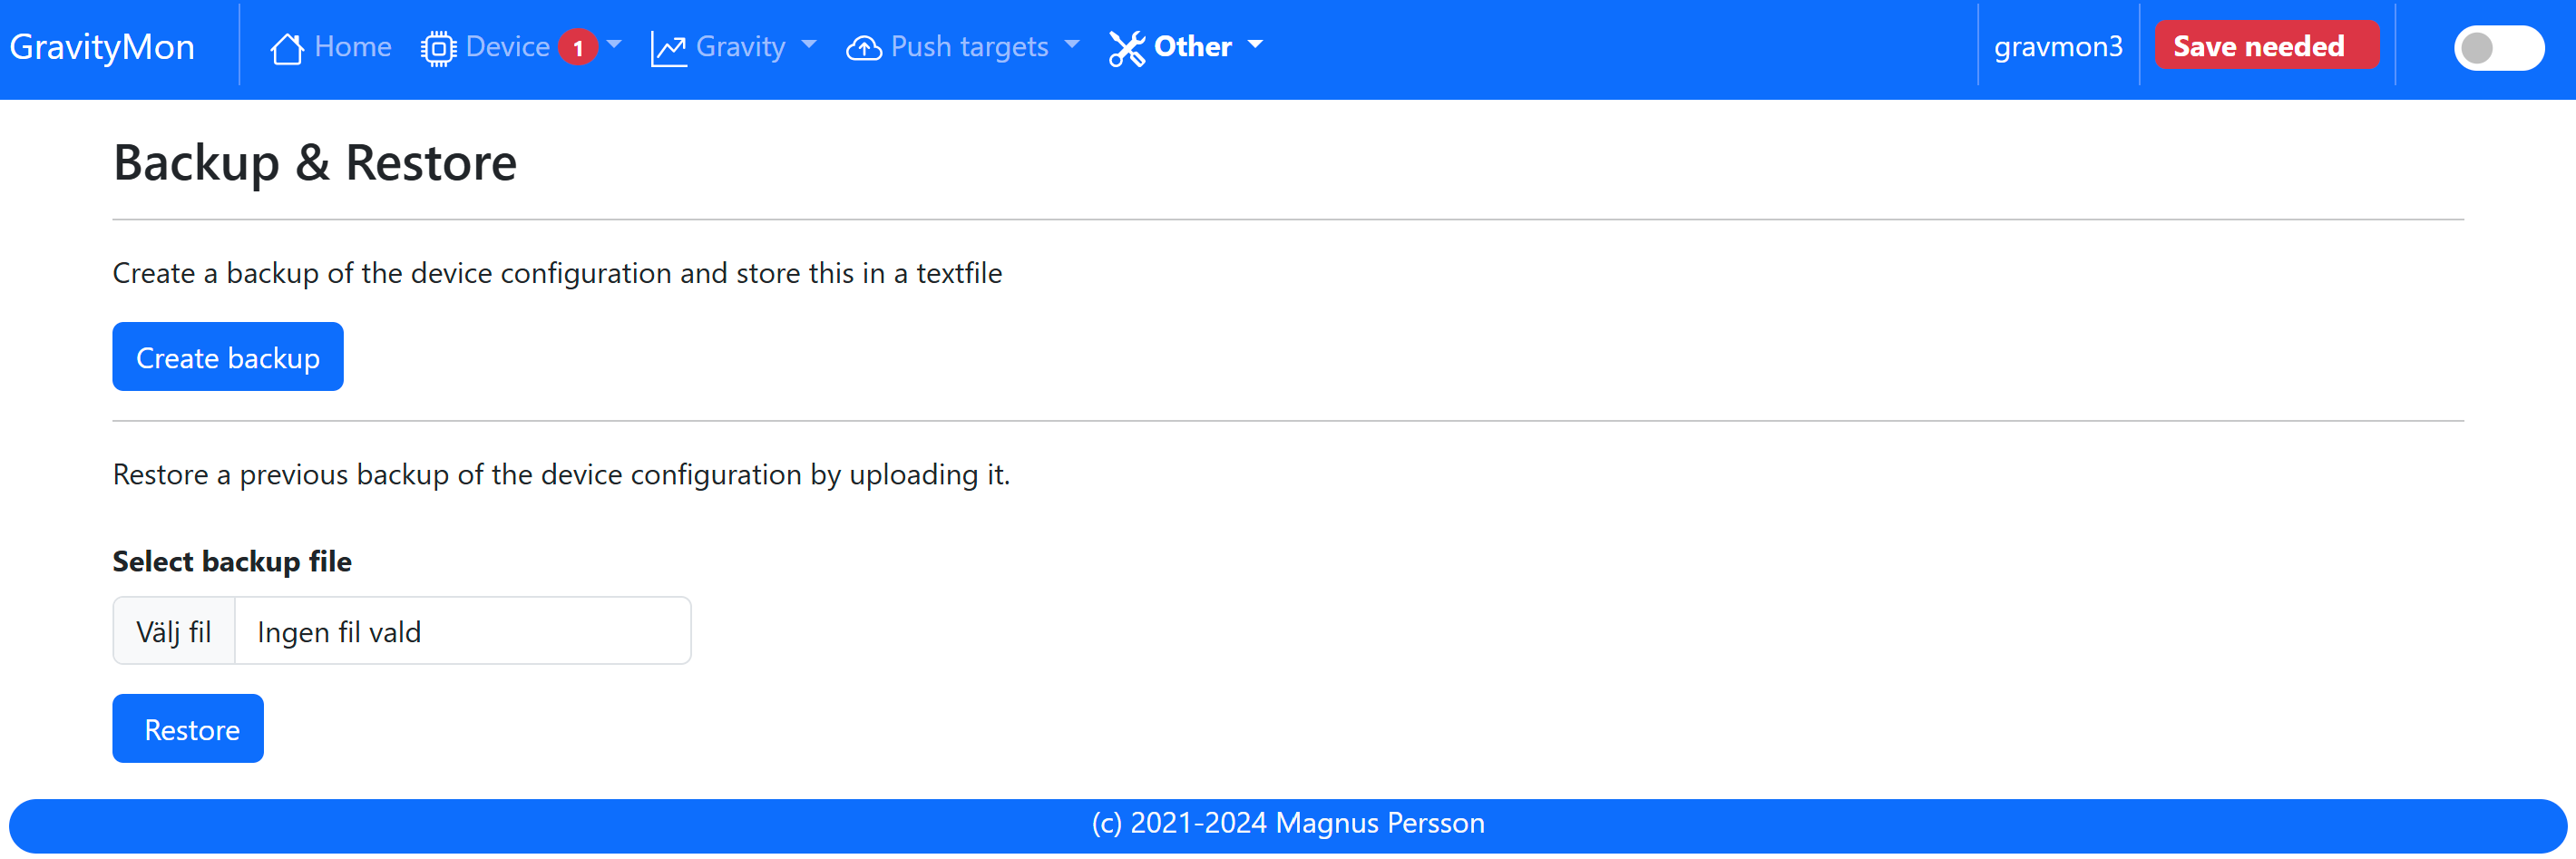 GravityMon Home Device 1 Gravity Push targets Other gravmon3 Save needed
Backup & Restore
Create a backup of the device configuration and store this in a textfile
Create backup
Restore a previous backup of the device configuration by uploading it.
Select backup file
Välj fil Ingen fil vald
Restore
(c) 2021-2024 Magnus Persson